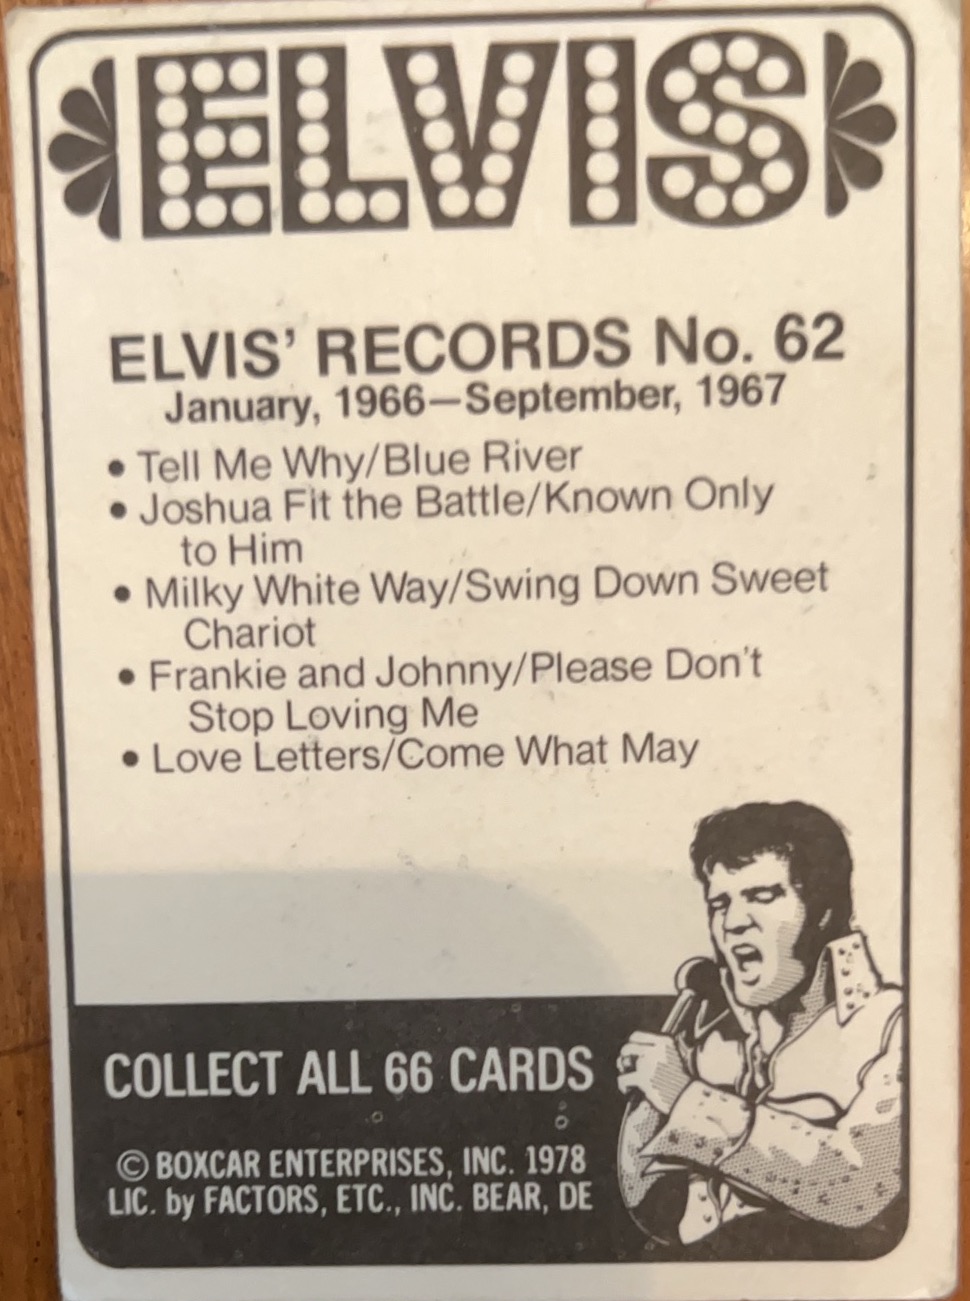 ELVIS
ELVIS' RECORDS No. 62
January, 1966—September, 1967
• Tell Me Why/Blue River
• Joshua Fit the Battle/Known Only
to Him
• Milky White Way/Swing Down Sweet
Chariot
• Frankie and Johnny/Please Don't
Stop Loving Me
• Love Letters/Come What May
COLLECT ALL 66 CARDS
© BOXCAR ENTERPRISES, INC. 1978
LIC. by FACTORS, ETC., INC. BEAR, DE